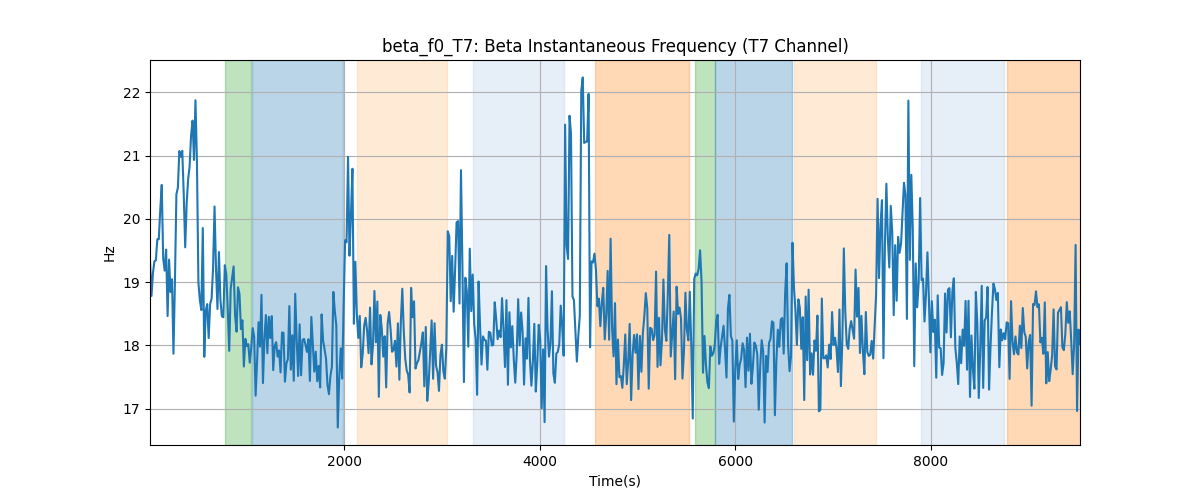 beta_f0_T7: Beta Instantaneous Frequency (T7 Channel)
22
21
20
19
18
17
Hz
2000 4000 6000 8000
Time(s)